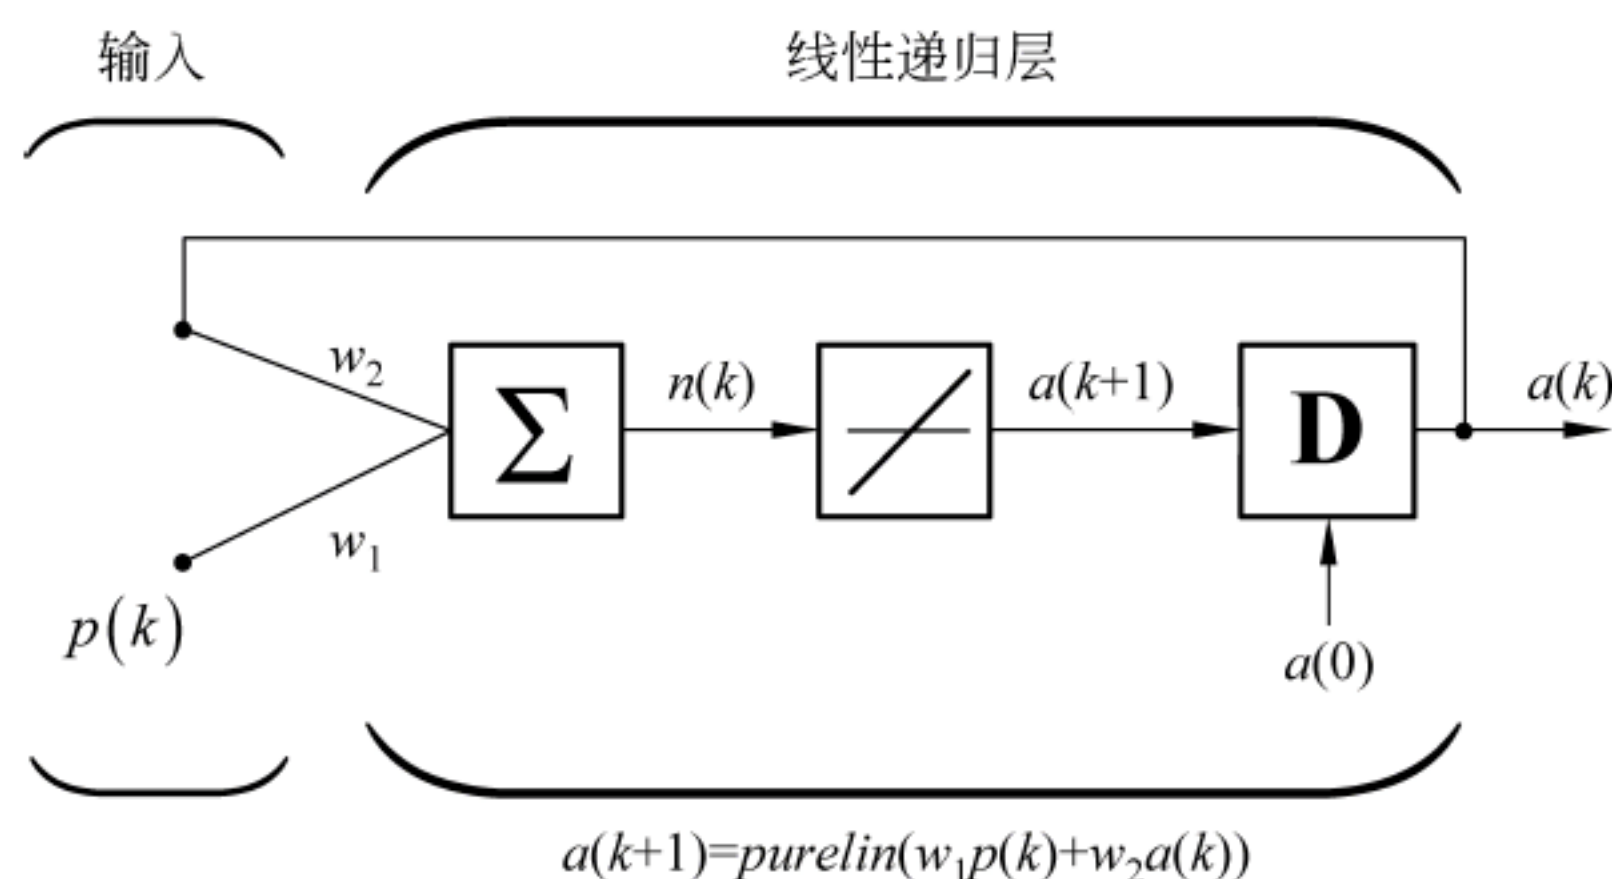 输入
线性递归层
w₂
n(k)
a(k+1)
a(k)
Σ
D
w₁
p(k)
a(0)
a(k+1)=purelin(w₁p(k)+w₂a(k))